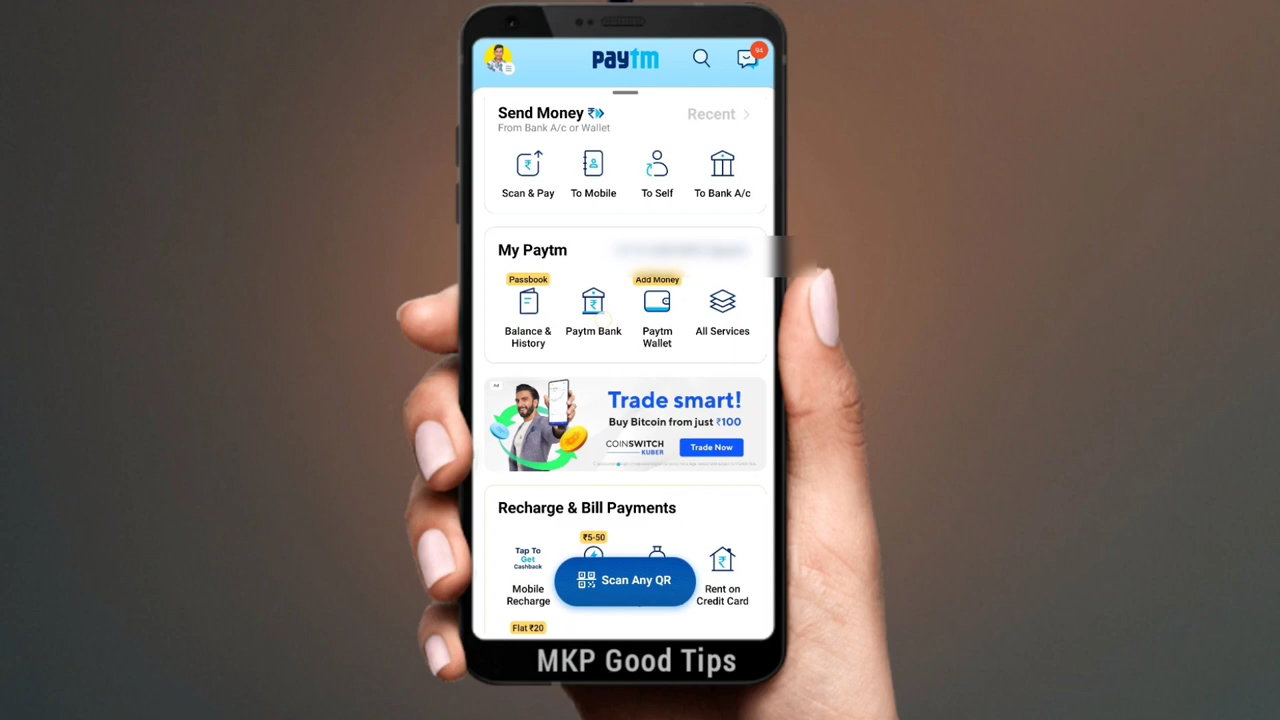 paytm
94
Send Money ₹
Recent >
From Bank A/c or Wallet
Scan & Pay
To Mobile
To Self
To Bank A/c
My Paytm
Passbook
Add Money
Balance &
History
Paytm Bank
Paytm
Wallet
All Services
Ad
Trade smart!
Buy Bitcoin from just ₹100
COINSWITCH
KUBER
Trade Now
Recharge & Bill Payments
₹5-50
Tap To
Get
Cashback
Mobile
Recharge
Scan Any QR
Rent on
Credit Card
Flat ₹20
MKP Good Tips